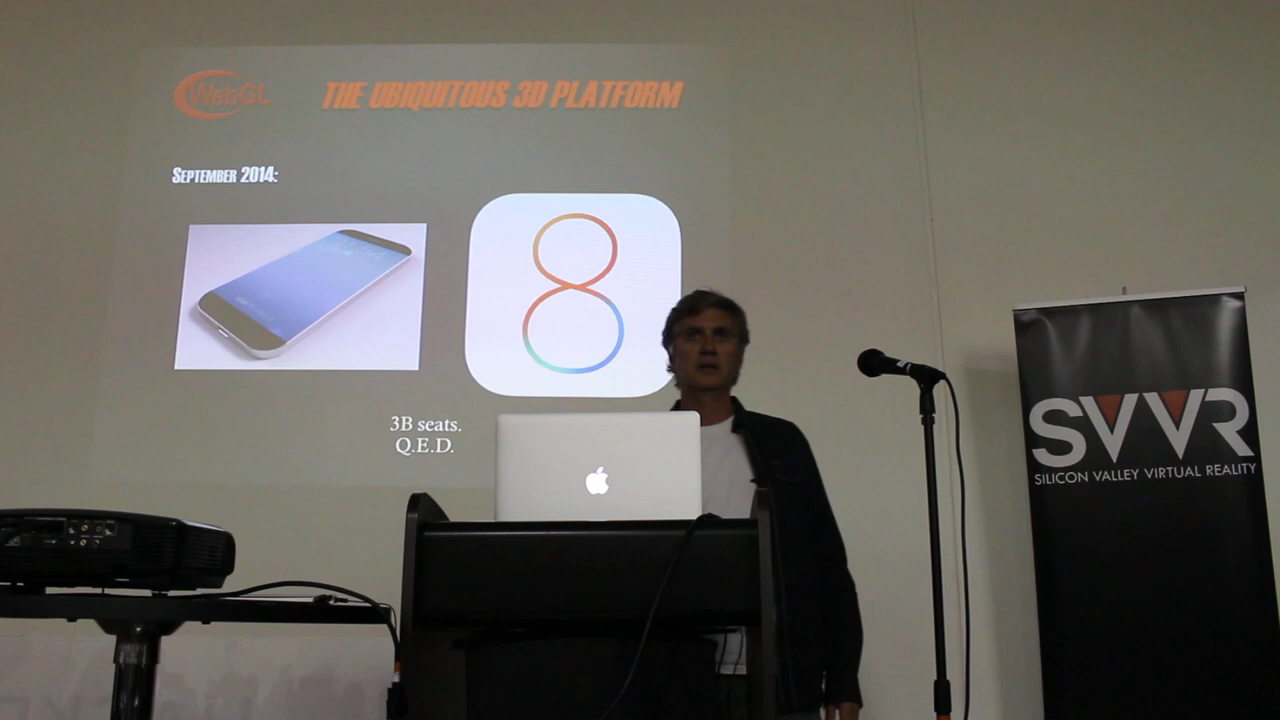 WebGL
THE UBIQUITOUS 3D PLATFORM
SEPTEMBER 2014:
8
3B seats.
Q.E.D.
SVVR
SILICON VALLEY VIRTUAL REALITY